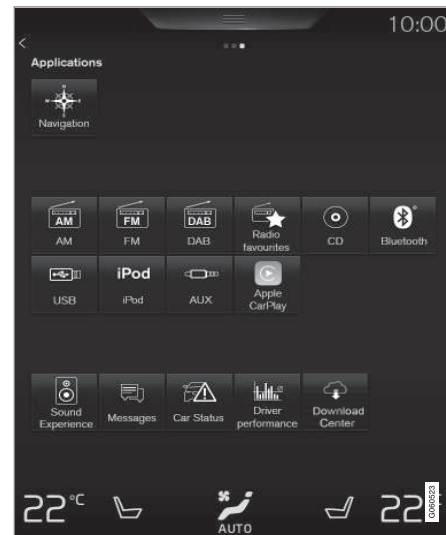 10:00
Applications
Navigation
AM FM DAB
AM FM DAB Radio favourites CD Bluetooth
iPod
USB iPod AUX Apple CarPlay
Sound Experience Messages Car Status Driver performance Download Center
22°C AUTO 22°
G060523